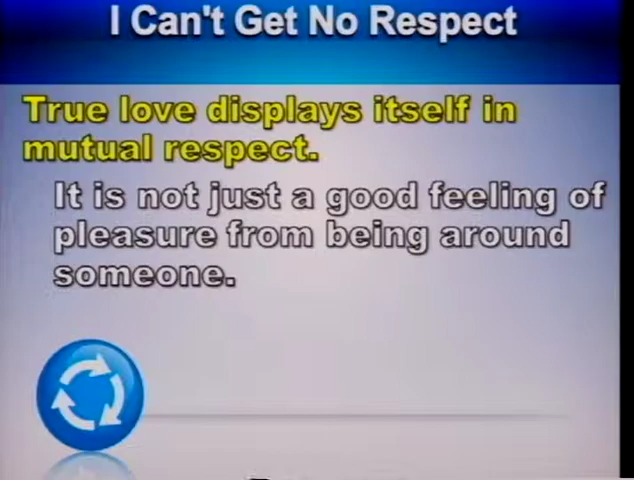 I Can't Get No Respect
True love displays itself in
mutual respect.
It is not just a good feeling of
pleasure from being around
someone.